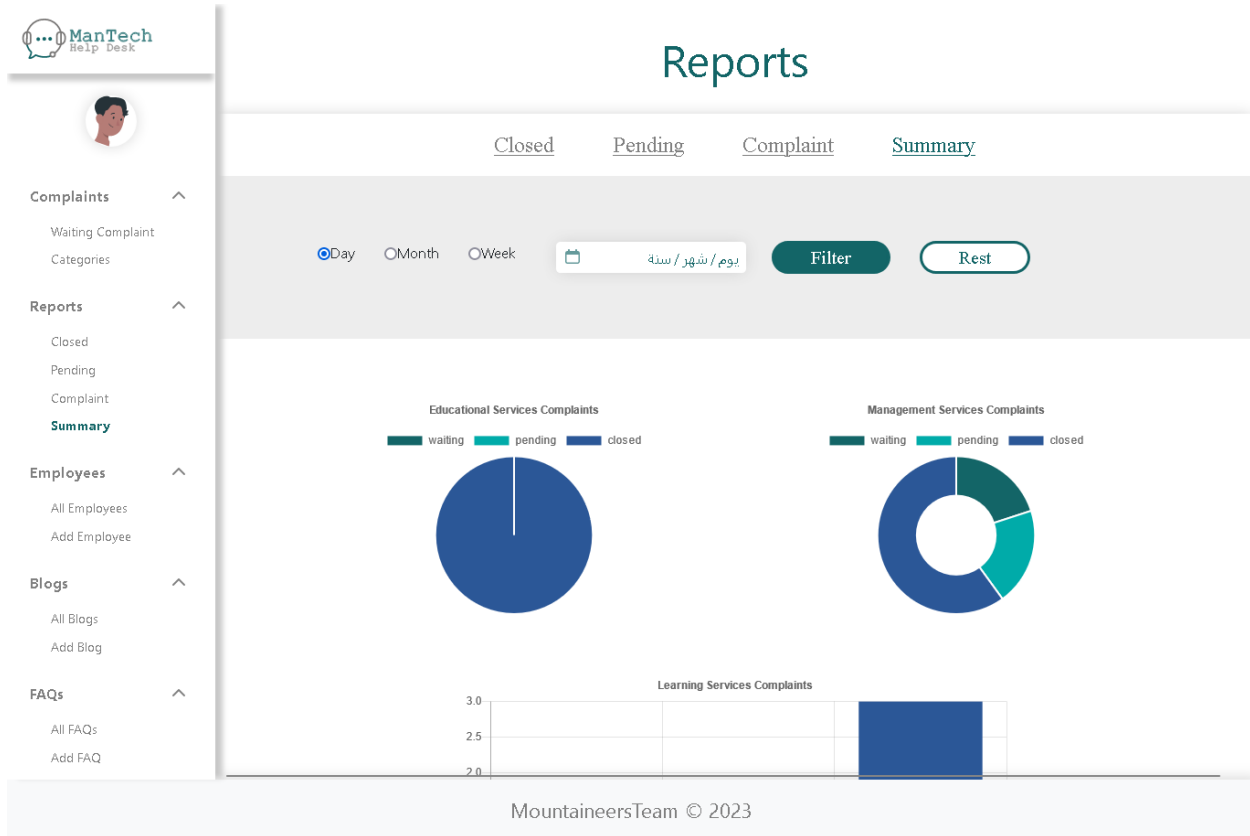 ManTech
Help Desk
Reports
Closed
Pending
Complaint
Summary
Complaints
Waiting Complaint
Categories
Reports
Closed
Pending
Complaint
Summary
Employees
All Employees
Add Employee
Blogs
All Blogs
Add Blog
FAQs
All FAQs
Add FAQ
Day
Month
Week
يوم / شهر / سنة
Filter
Rest
Educational Services Complaints
waiting pending closed
Management Services Complaints
waiting pending closed
Learning Services Complaints
3.0
2.5
2.0
MountaineersTeam © 2023